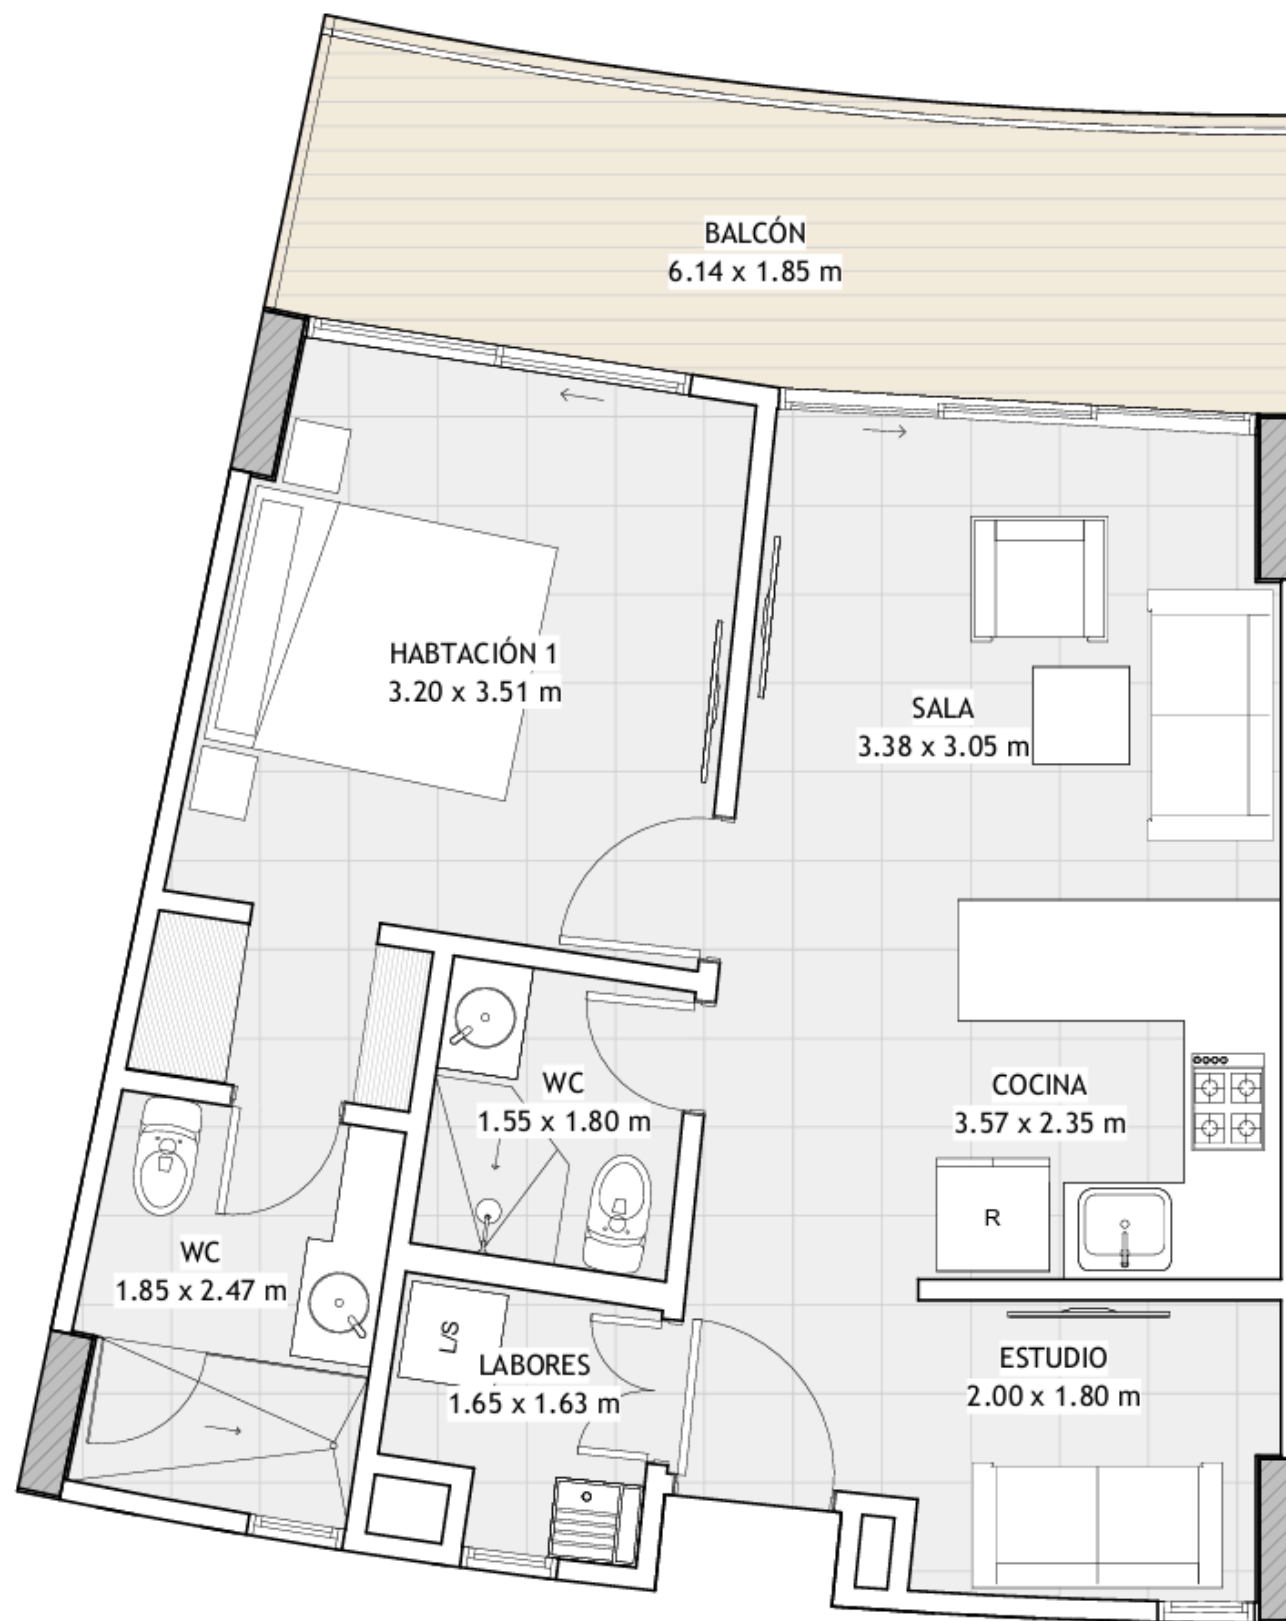 BALCÓN
6.14 x 1.85 m
HABTACIÓN 1
3.20 x 3.51 m
SALA
3.38 x 3.05 m
WC
1.55 x 1.80 m
COCINA
3.57 x 2.35 m
R
WC
1.85 x 2.47 m
L/S
LABORES
1.65 x 1.63 m
ESTUDIO
2.00 x 1.80 m